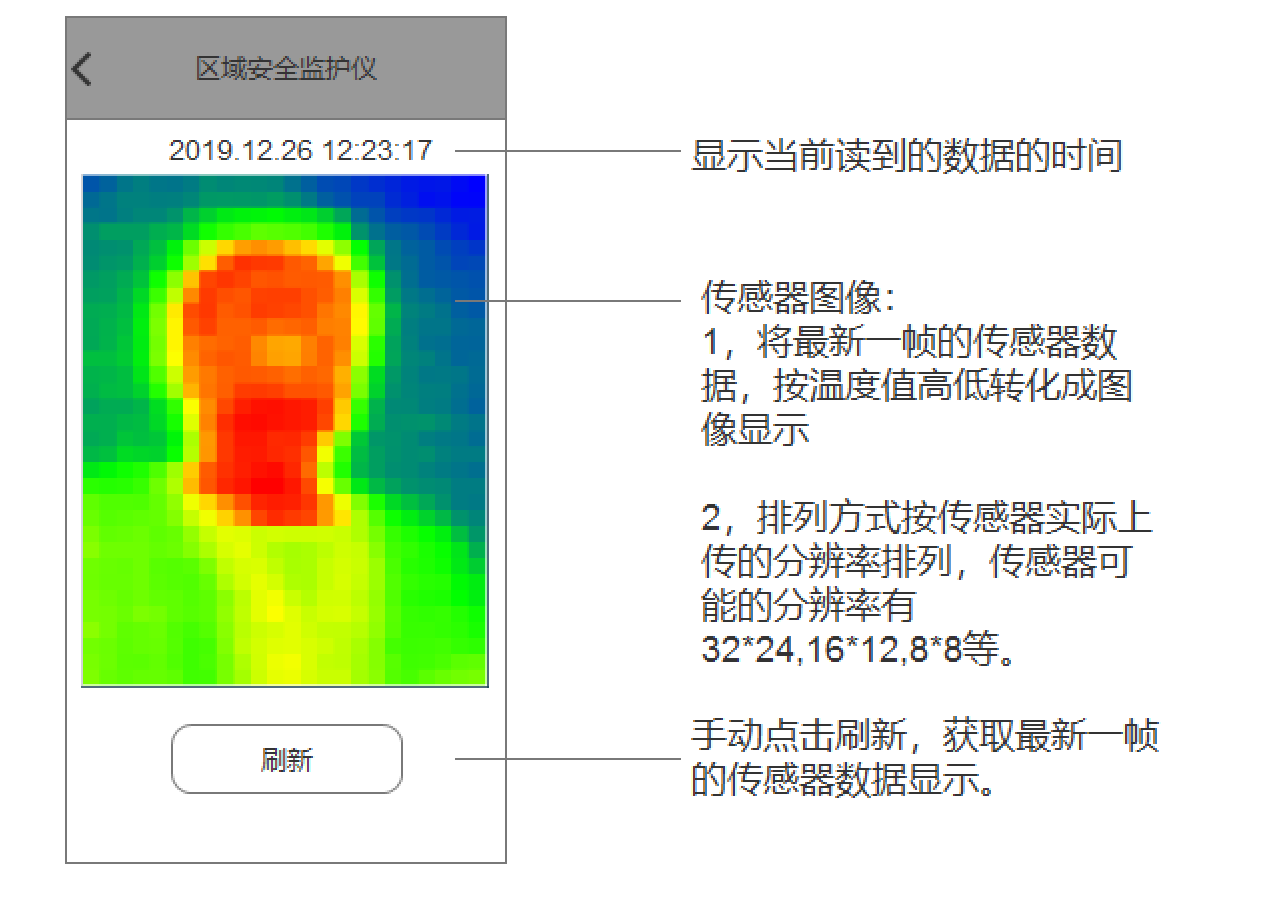 区域安全监护仪
2019.12.26 12:23:17
显示当前读到的数据的时间
传感器图像：
1，将最新一帧的传感器数
据，按温度值高低转化成图
像显示
2，排列方式按传感器实际上
传的分辨率排列，传感器可
能的分辨率有
32*24,16*12,8*8等。
刷新
手动点击刷新，获取最新一帧
的传感器数据显示。